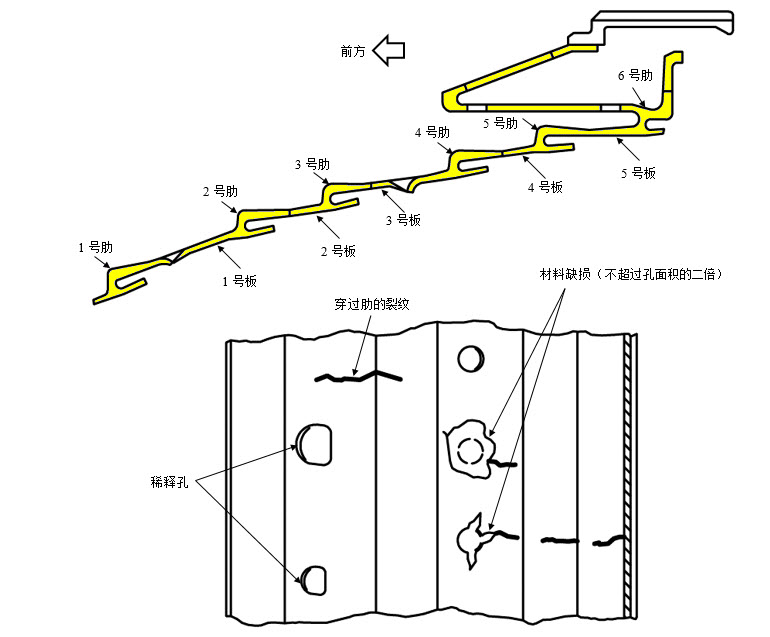 前方
6 号肋
5 号肋
4 号肋
3 号肋
2 号肋
1 号肋
5 号板
4 号板
3 号板
2 号板
1 号板
材料缺损（不超过孔面积的二倍）
穿过肋的裂纹
稀释孔